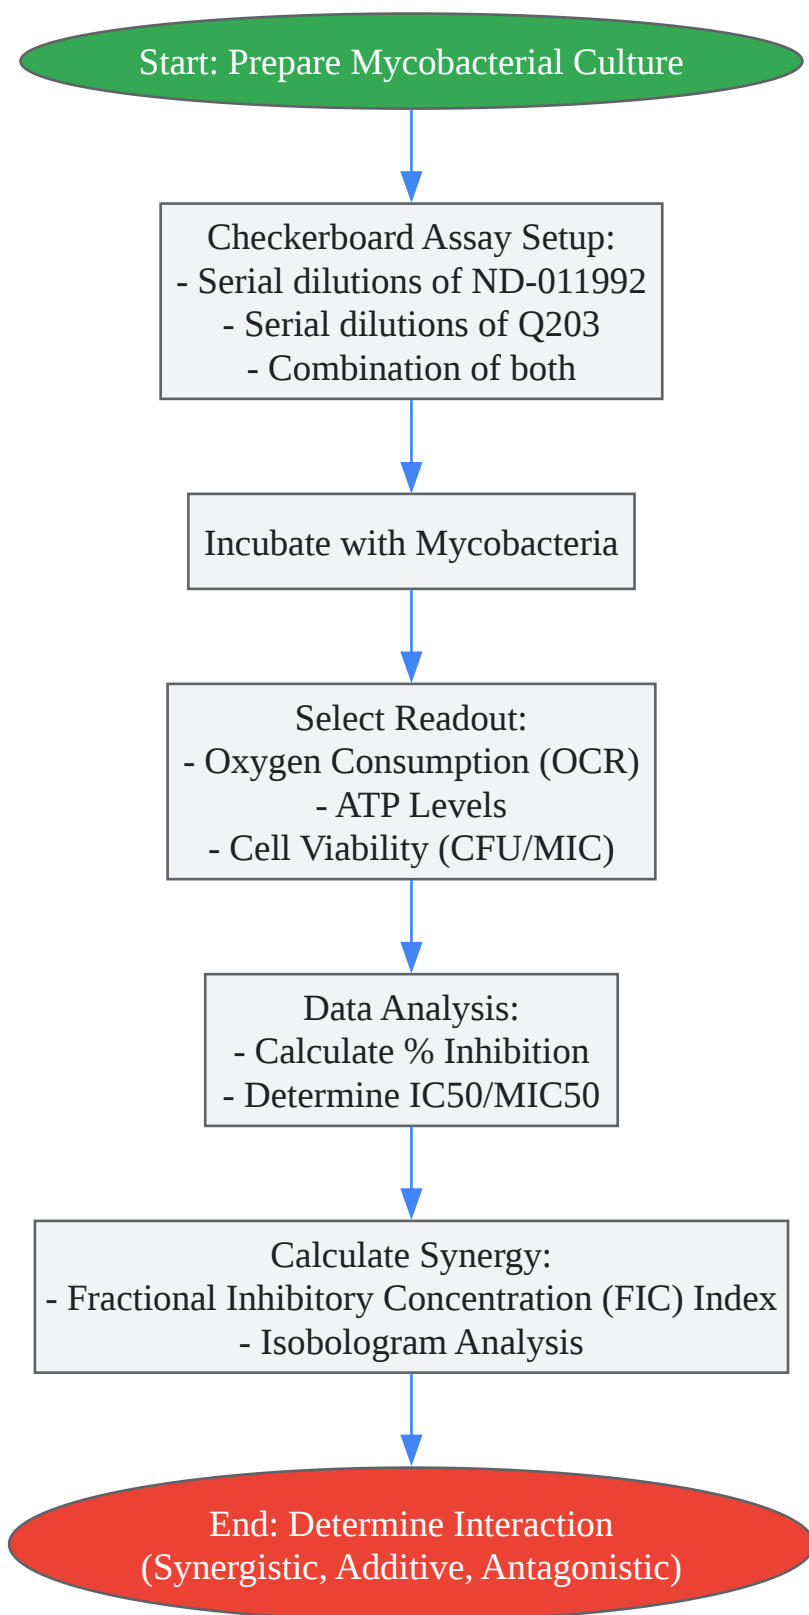 Start: Prepare Mycobacterial Culture
Checkerboard Assay Setup:
- Serial dilutions of ND-011992
- Serial dilutions of Q203
- Combination of both
Incubate with Mycobacteria
Select Readout:
- Oxygen Consumption (OCR)
- ATP Levels
- Cell Viability (CFU/MIC)
Data Analysis:
- Calculate % Inhibition
- Determine IC50/MIC50
Calculate Synergy:
- Fractional Inhibitory Concentration (FIC) Index
- Isobologram Analysis
End: Determine Interaction
(Synergistic, Additive, Antagonistic)